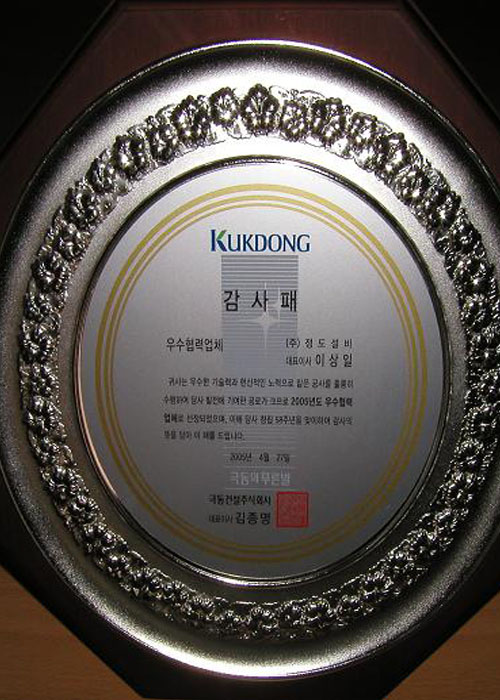 KUKDONG
감 사 패
우수협력업체
(주) 정 도 설 비
대표이사 이 상 일
귀사는 우수한 기술력과 헌신적인 노력으로 맡은 공사를 훌륭히
수행하여 당사 발전에 기여한 공로가 크므로 2005년도 우수협력
업체로 선정되었으며, 이에 당사 창립 58주년을 맞이하여 감사의
뜻을 담아 이 패를 드립니다.
2005년 4월 27일
극동의푸른빛
극동건설주식회사
대표이사 김 종 명